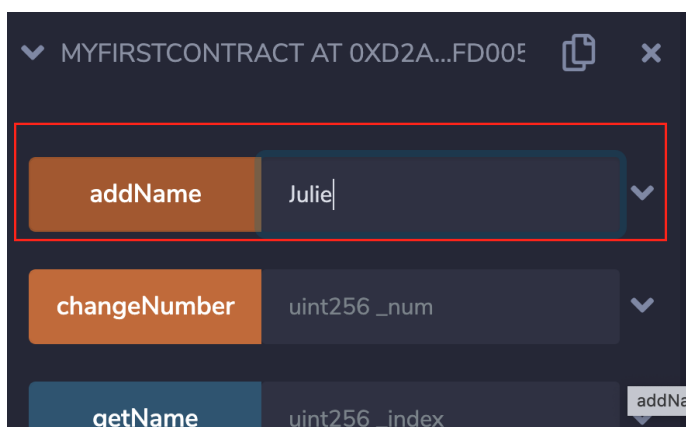 MYFIRSTCONTRACT AT 0XD2A...FD005
addName Julie
changeNumber uint256 _num
addNa
getName uint256 _index